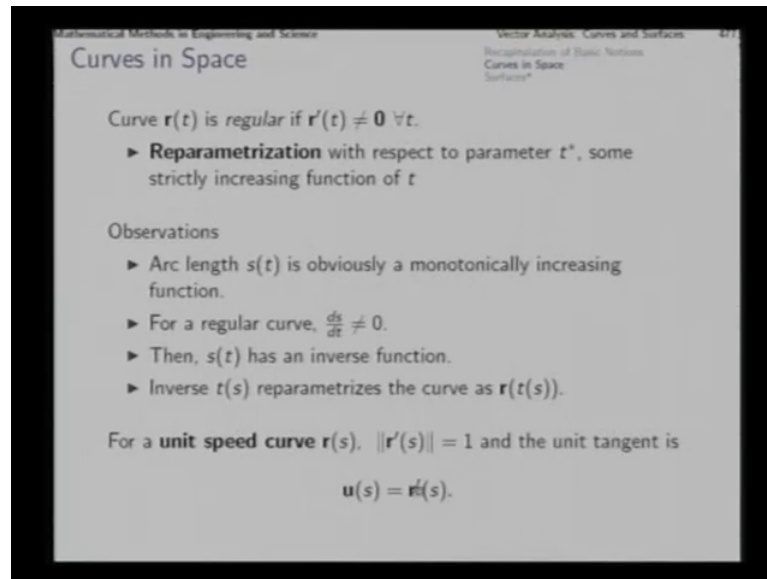 Mathematical Methods in Engineering and Science
Vector Analysis: Curves and Surfaces
477
Curves in Space
Recapitulation of Basic Notions
Curves in Space
Surfaces*
Curve r(t) is regular if r′(t) ≠ 0 ∀t.
► Reparametrization with respect to parameter t*, some
strictly increasing function of t
Observations
► Arc length s(t) is obviously a monotonically increasing
function.
► For a regular curve, ds/dt ≠ 0.
► Then, s(t) has an inverse function.
► Inverse t(s) reparametrizes the curve as r(t(s)).
For a unit speed curve r(s), ‖r′(s)‖ = 1 and the unit tangent is
u(s) = r′(s).